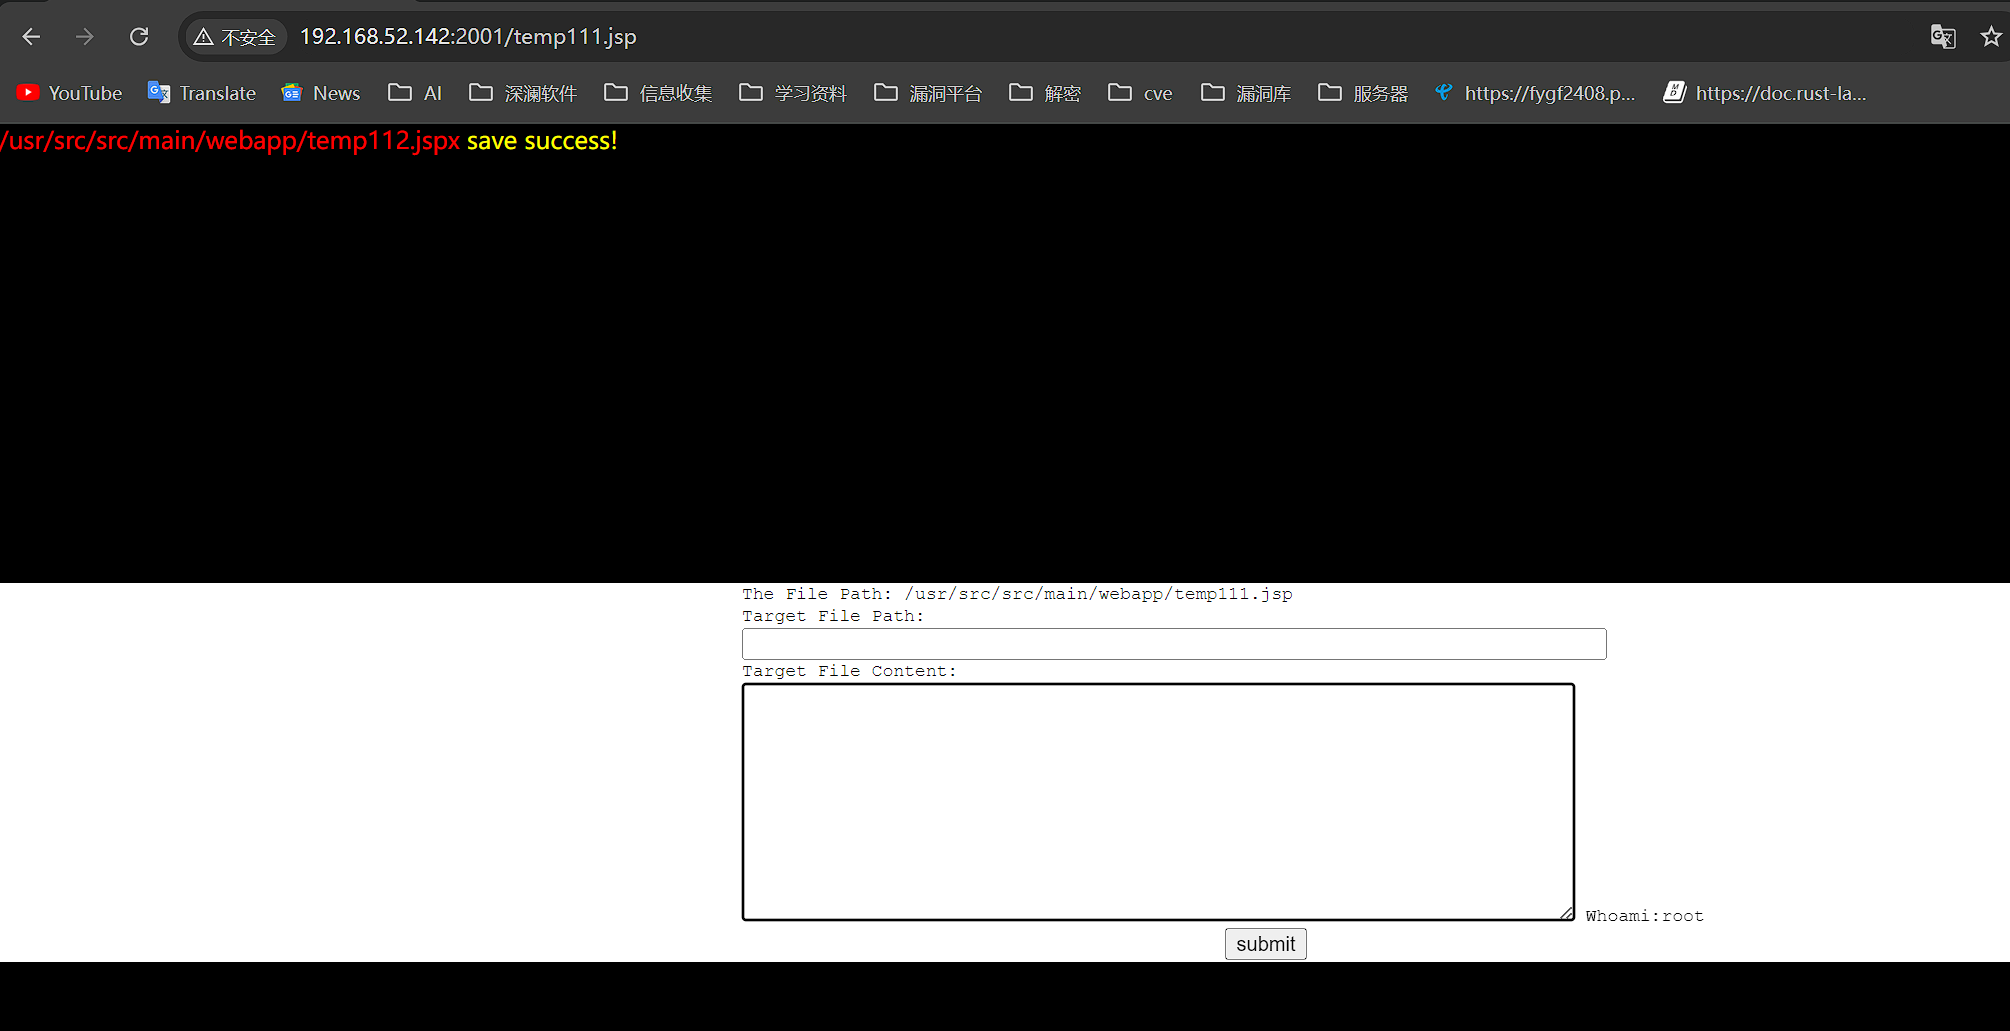 不安全 192.168.52.142:2001/temp111.jsp
YouTube Translate News AI 深澜软件 信息收集 学习资料 漏洞平台 解密 cve 漏洞库 服务器 https://fygf2408.p... https://doc.rust-la...
/usr/src/src/main/webapp/temp112.jspx save success!
The File Path: /usr/src/src/main/webapp/temp111.jsp
Target File Path:
Target File Content:
Whoami:root
submit